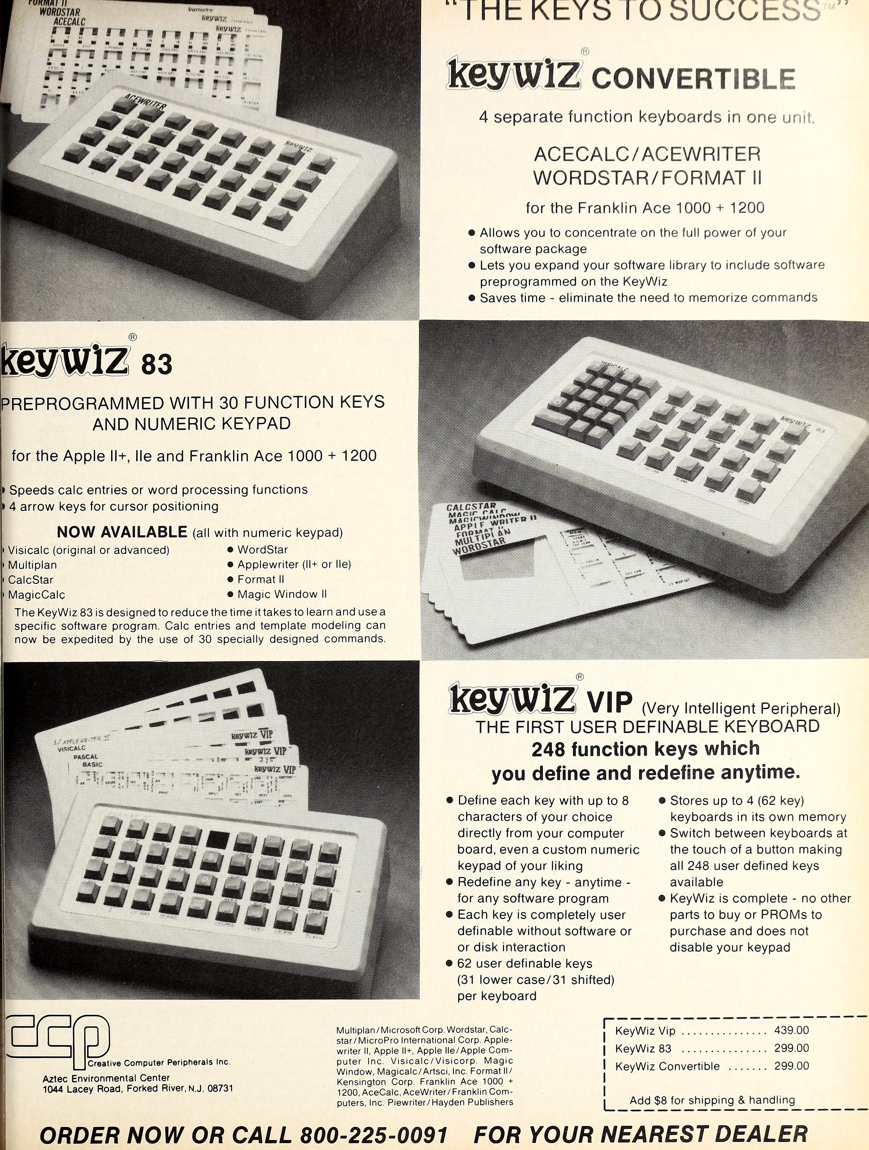 FORMAT II
WORDSTAR
ACECALC
keywiz
keywiz
ACEWRITER
keywiz
"THE KEYS TO SUCCESS™"
keywiz® CONVERTIBLE
4 separate function keyboards in one unit.
ACECALC/ACEWRITER
WORDSTAR/FORMAT II
for the Franklin Ace 1000 + 1200
● Allows you to concentrate on the full power of your
software package
● Lets you expand your software library to include software
preprogrammed on the KeyWiz
● Saves time - eliminate the need to memorize commands
keywiz® 83
PREPROGRAMMED WITH 30 FUNCTION KEYS
AND NUMERIC KEYPAD
for the Apple II+, IIe and Franklin Ace 1000 + 1200
● Speeds calc entries or word processing functions
● 4 arrow keys for cursor positioning
NOW AVAILABLE (all with numeric keypad)
● Visicalc (original or advanced)
● Multiplan
● CalcStar
● MagicCalc
● WordStar
● Applewriter (II+ or IIe)
● Format II
● Magic Window II
The KeyWiz 83 is designed to reduce the time it takes to learn and use a
specific software program. Calc entries and template modeling can
now be expedited by the use of 30 specially designed commands.
VISICALC
keywiz 83
CALCSTAR
MAGIC CALC
MAGICWINDOW
APPLE WRITER II
FORMAT II
MULTIPLAN
WORDSTAR
APPLE WRITER II
VISICALC
PASCAL
BASIC
keywiz VIP
keywiz VIP
keywiz VIP
keywiz® VIP (Very Intelligent Peripheral)
THE FIRST USER DEFINABLE KEYBOARD
248 function keys which
you define and redefine anytime.
● Define each key with up to 8
characters of your choice
directly from your computer
board, even a custom numeric
keypad of your liking
● Redefine any key - anytime -
for any software program
● Each key is completely user
definable without software or
or disk interaction
● 62 user definable keys
(31 lower case/31 shifted)
per keyboard
● Stores up to 4 (62 key)
keyboards in its own memory
● Switch between keyboards at
the touch of a button making
all 248 user defined keys
available
● KeyWiz is complete - no other
parts to buy or PROMs to
purchase and does not
disable your keypad
ccp
Creative Computer Peripherals Inc.
Aztec Environmental Center
1044 Lacey Road, Forked River, N.J. 08731
Multiplan/Microsoft Corp. Wordstar, Calc-
star/MicroPro International Corp. Apple-
writer II, Apple II+, Apple IIe/Apple Com-
puter Inc. Visicalc/Visicorp. Magic
Window, Magicalc/Artsci, Inc. Format II/
Kensington Corp. Franklin Ace 1000 +
1200, AceCalc, AceWriter/Franklin Com-
puters, Inc. Piewriter/Hayden Publishers
KeyWiz Vip ............... 439.00
KeyWiz 83 ............... 299.00
KeyWiz Convertible ....... 299.00
Add $8 for shipping & handling
ORDER NOW OR CALL 800-225-0091 FOR YOUR NEAREST DEALER